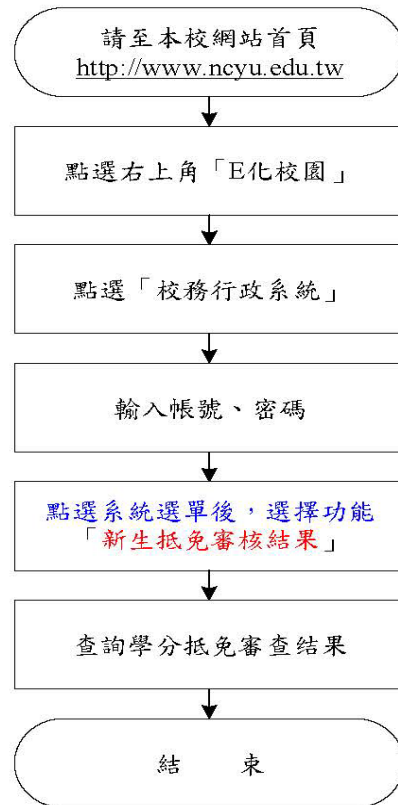 請至本校網站首頁
http://www.ncyu.edu.tw
點選右上角「E化校園」
點選「校務行政系統」
輸入帳號、密碼
點選系統選單後，選擇功能
「新生抵免審核結果」
查詢學分抵免審查結果
結　　束